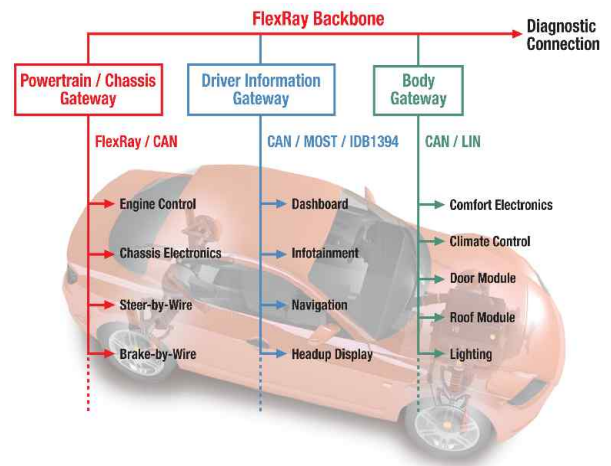 FlexRay Backbone
Diagnostic
Connection
Powertrain / Chassis
Gateway
Driver Information
Gateway
Body
Gateway
FlexRay / CAN
CAN / MOST / IDB1394
CAN / LIN
Engine Control
Chassis Electronics
Steer-by-Wire
Brake-by-Wire
Dashboard
Infotainment
Navigation
Headup Display
Comfort Electronics
Climate Control
Door Module
Roof Module
Lighting